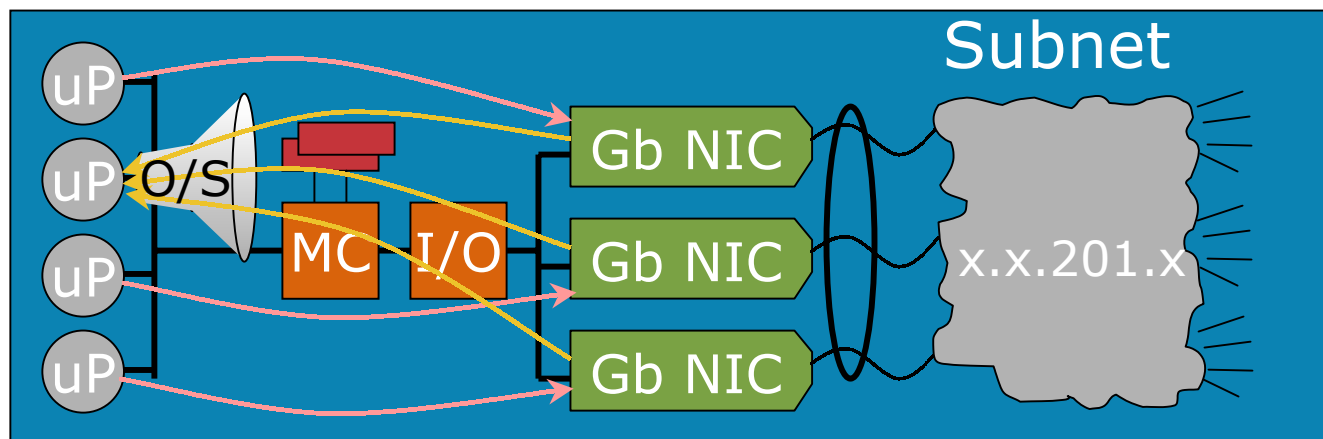 Subnet
uP
uP
uP
uP
O/S
MC
I/O
Gb NIC
Gb NIC
Gb NIC
x.x.201.x